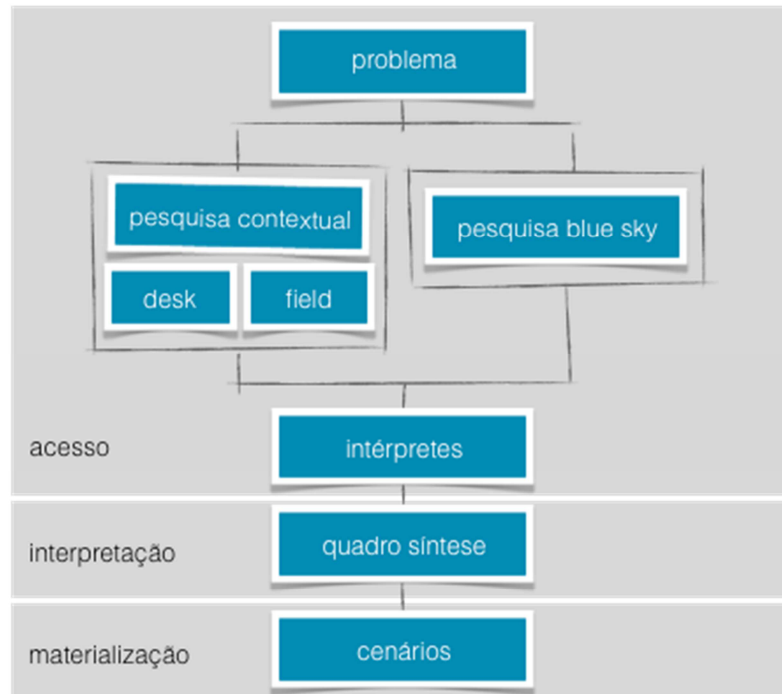 problema
pesquisa contextual
pesquisa blue sky
desk
field
acesso
intérpretes
interpretação
quadro síntese
materialização
cenários